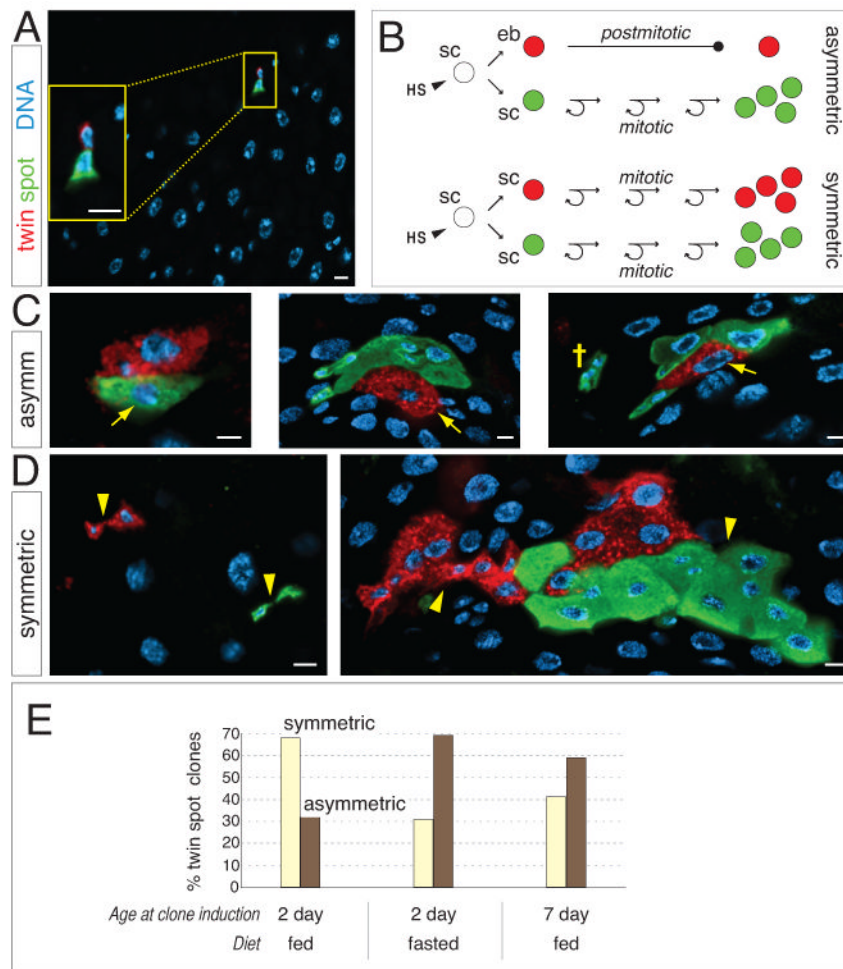 A
twin spot DNA
B
SC
HS
eb
postmitotic
SC
mitotic
asymmetric
SC
HS
SC
mitotic
SC
mitotic
symmetric
C
asymm
†
D
symmetric
E
% twin spot clones
70
60
50
40
30
20
10
0
symmetric
asymmetric
Age at clone induction 2 day 2 day 7 day
Diet fed fasted fed